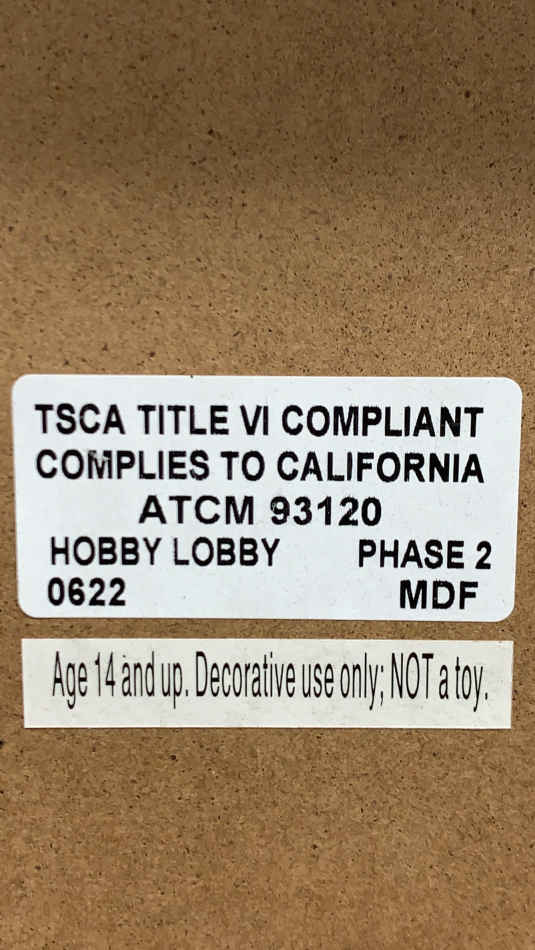 TSCA TITLE VI COMPLIANT
COMPLIES TO CALIFORNIA
ATCM 93120
HOBBY LOBBY PHASE 2
0622 MDF
Age 14 and up. Decorative use only; NOT a toy.